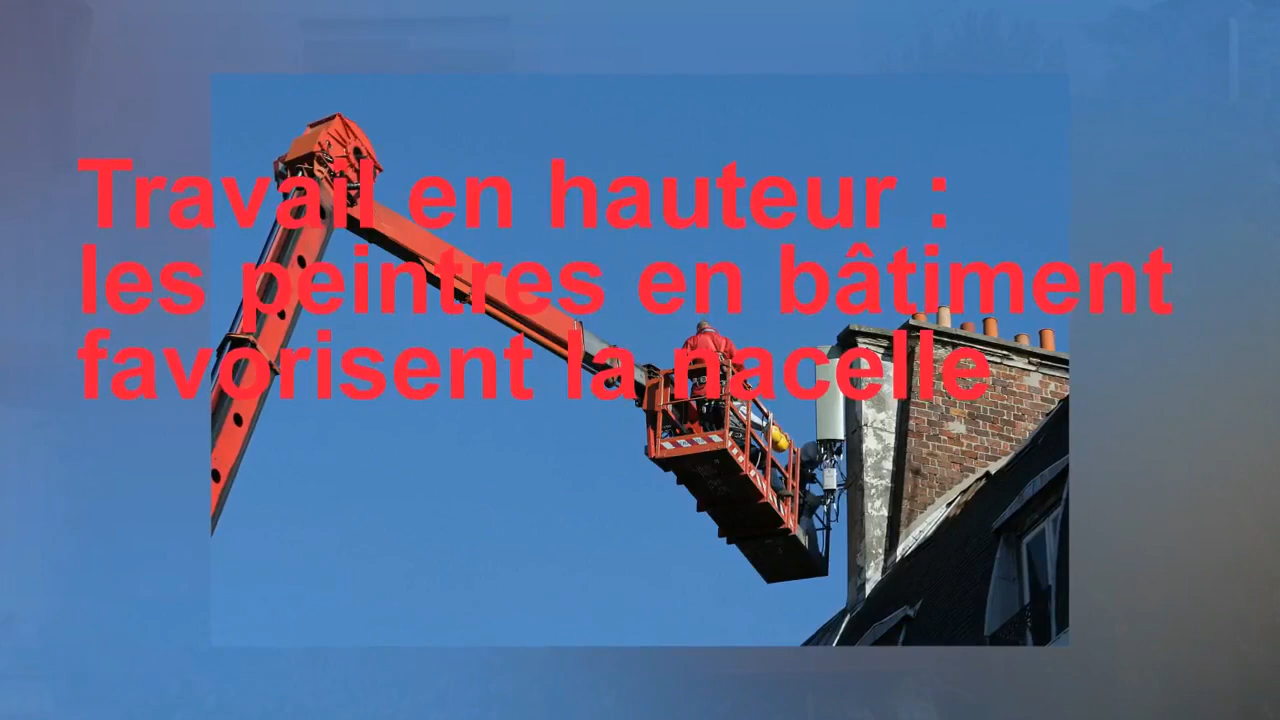 Travail en hauteur :
les peintres en bâtiment
favorisent la nacelle